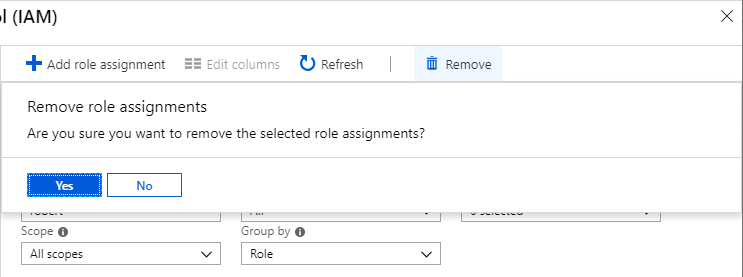 ol (IAM)
Add role assignment Edit columns Refresh Remove
Remove role assignments
Are you sure you want to remove the selected role assignments?
Yes No
Scope Group by
All scopes Role